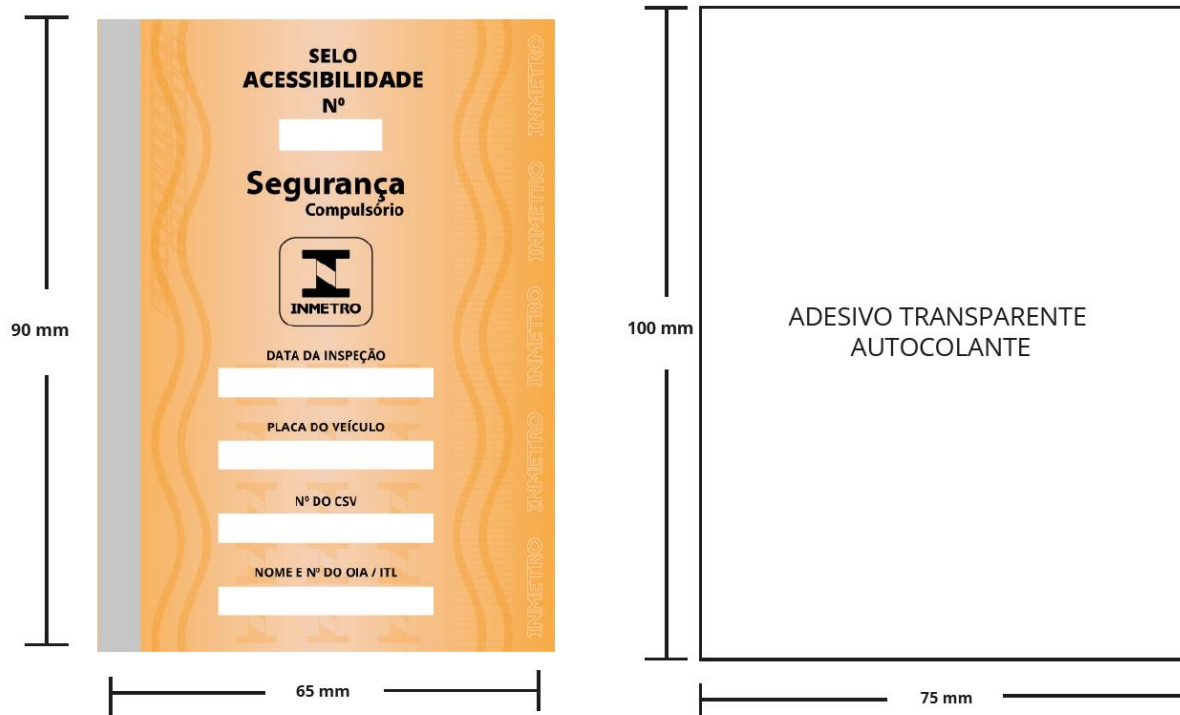 SELO
ACESSIBILIDADE
Nº
Segurança
Compulsório
INMETRO
DATA DA INSPEÇÃO
PLACA DO VEÍCULO
Nº DO CSV
NOME E Nº DO OIA / ITL
INMETRO
INMETRO
INMETRO
INMETRO
INMETRO
90 mm
65 mm
ADESIVO TRANSPARENTE
AUTOCOLANTE
100 mm
75 mm